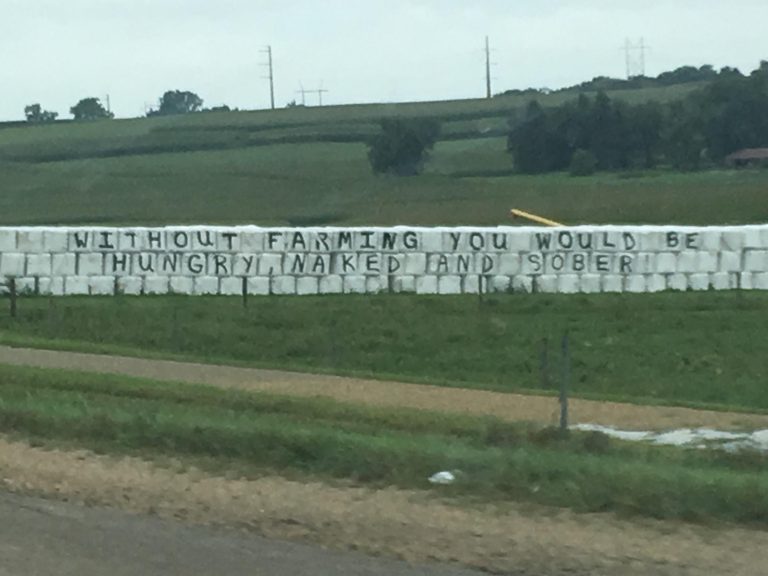 WITHOUT FARMING YOU WOULD BE
HUNGRY, NAKED AND SOBER